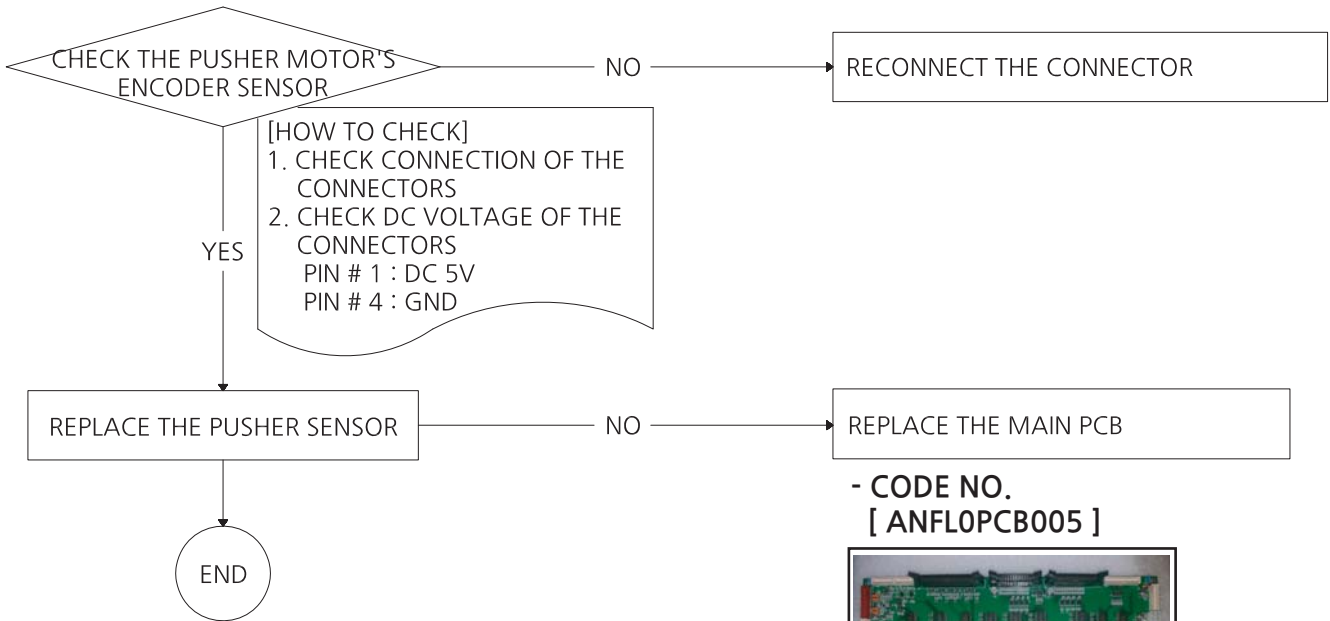 CHECK THE PUSHER MOTOR'S
ENCODER SENSOR
NO
RECONNECT THE CONNECTOR
[HOW TO CHECK]
1. CHECK CONNECTION OF THE
CONNECTORS
2. CHECK DC VOLTAGE OF THE
CONNECTORS
PIN # 1 : DC 5V
PIN # 4 : GND
YES
REPLACE THE PUSHER SENSOR
NO
REPLACE THE MAIN PCB
- CODE NO.
[ ANFL0PCB005 ]
END